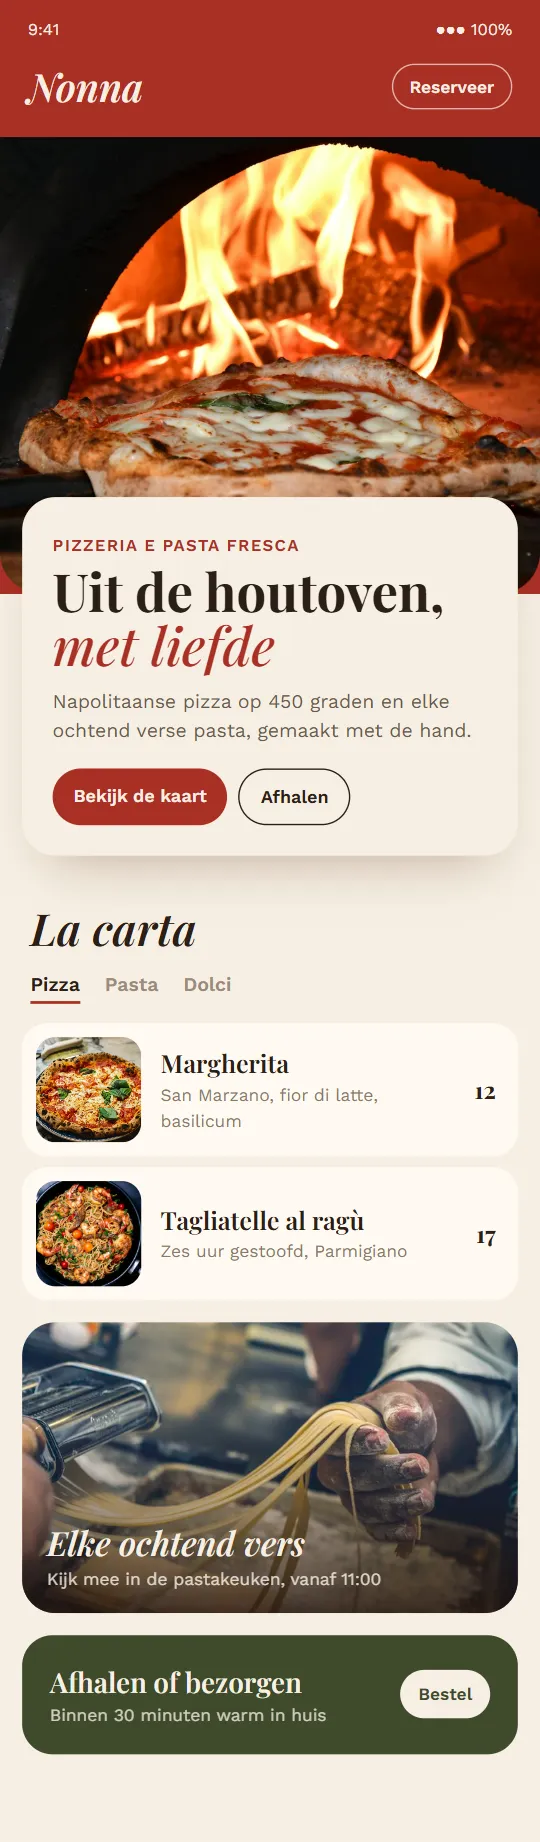 9:41
●●● 100%
Nonna
Reserveer
PIZZERIA E PASTA FRESCA
Uit de houtoven,
met liefde
Napolitaanse pizza op 450 graden en elke
ochtend verse pasta, gemaakt met de hand.
Bekijk de kaart
Afhalen
La carta
Pizza
Pasta
Dolci
Margherita
San Marzano, fior di latte,
basilicum
12
Tagliatelle al ragù
Zes uur gestoofd, Parmigiano
17
Elke ochtend vers
Kijk mee in de pastakeuken, vanaf 11:00
Afhalen of bezorgen
Binnen 30 minuten warm in huis
Bestel